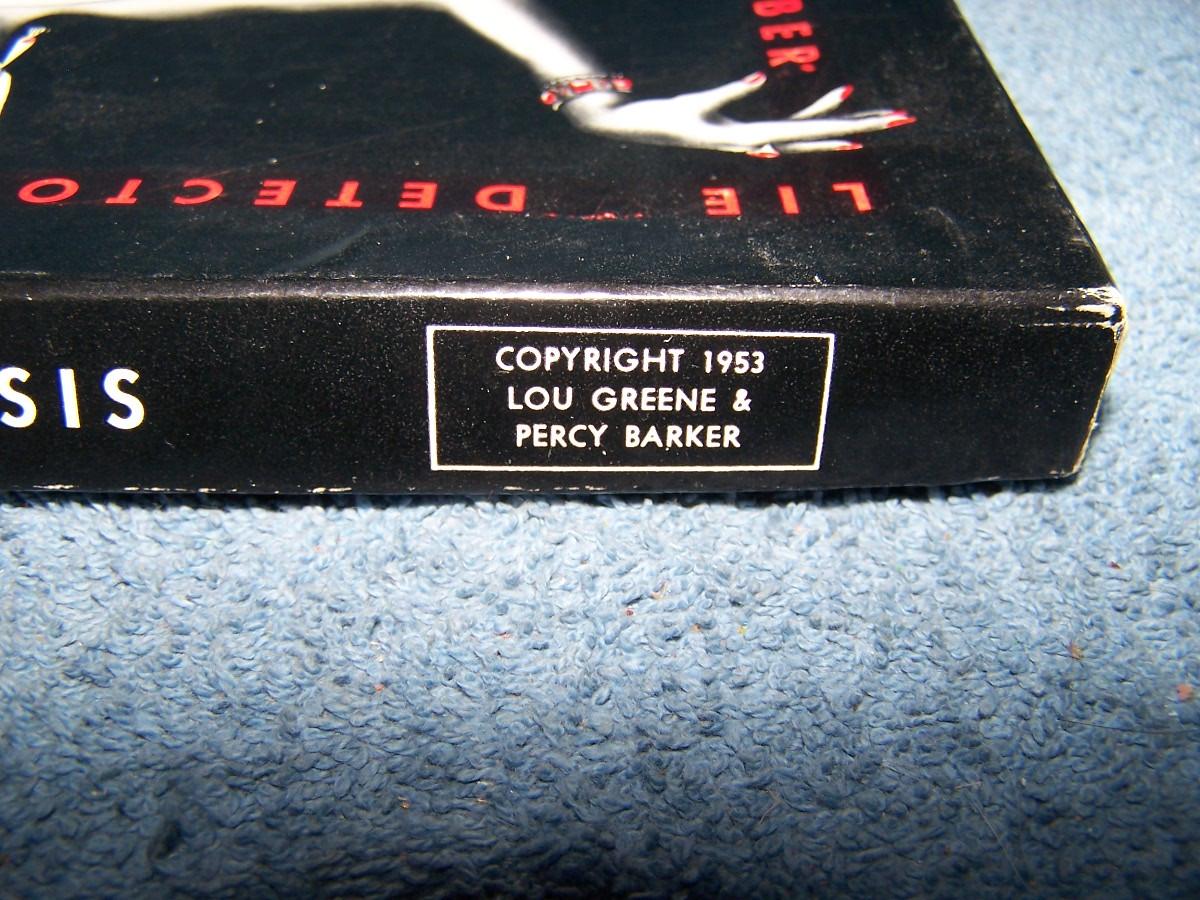 BER
LIE DETECTO
SIS
COPYRIGHT 1953
LOU GREENE &
PERCY BARKER